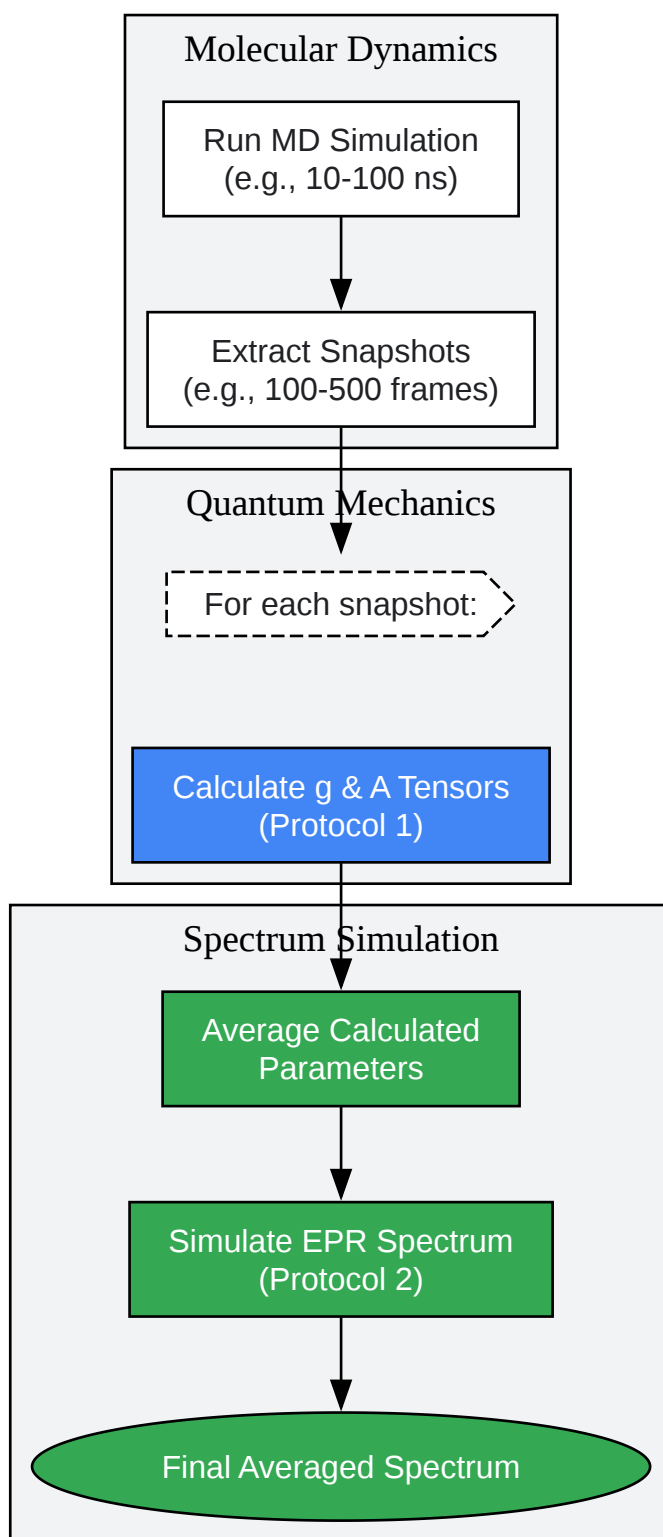 Molecular Dynamics
Run MD Simulation
(e.g., 10-100 ns)
Extract Snapshots
(e.g., 100-500 frames)
Quantum Mechanics
For each snapshot:
Calculate g & A Tensors
(Protocol 1)
Spectrum Simulation
Average Calculated
Parameters
Simulate EPR Spectrum
(Protocol 2)
Final Averaged Spectrum